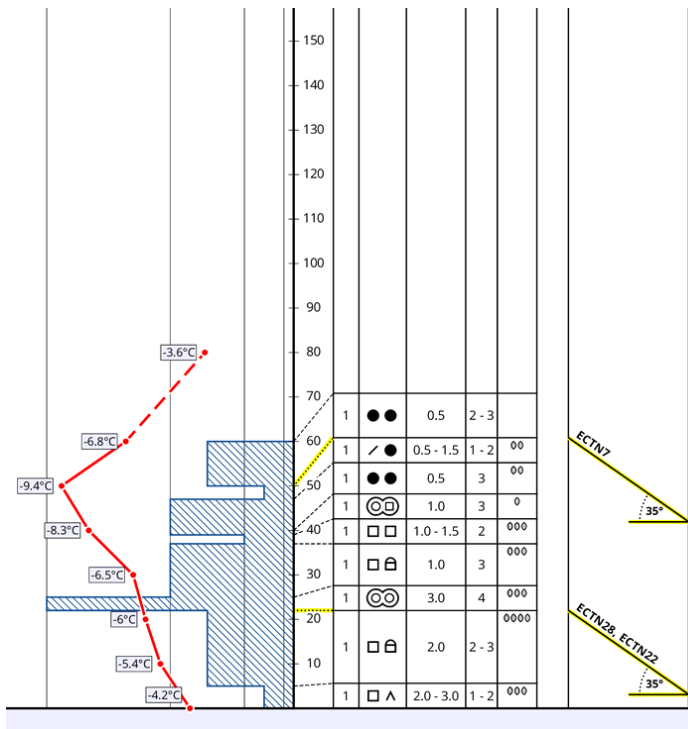 150
140
130
120
110
100
90
-3.6°C 80
70
1 0.5 2 - 3
-6.8°C 60 ECTN7
1 0.5 - 1.5 1 - 2
-9.4°C 50 1 0.5 3
1 1.0 3 35°
-8.3°C 40 1 1.0 - 1.5 2
1 1.0 3
-6.5°C 30
1 3.0 4
-6°C 20 ECTN28, ECTN22
1 2.0 2 - 3
-5.4°C 10
-4.2°C 1 2.0 - 3.0 1 - 2 35°